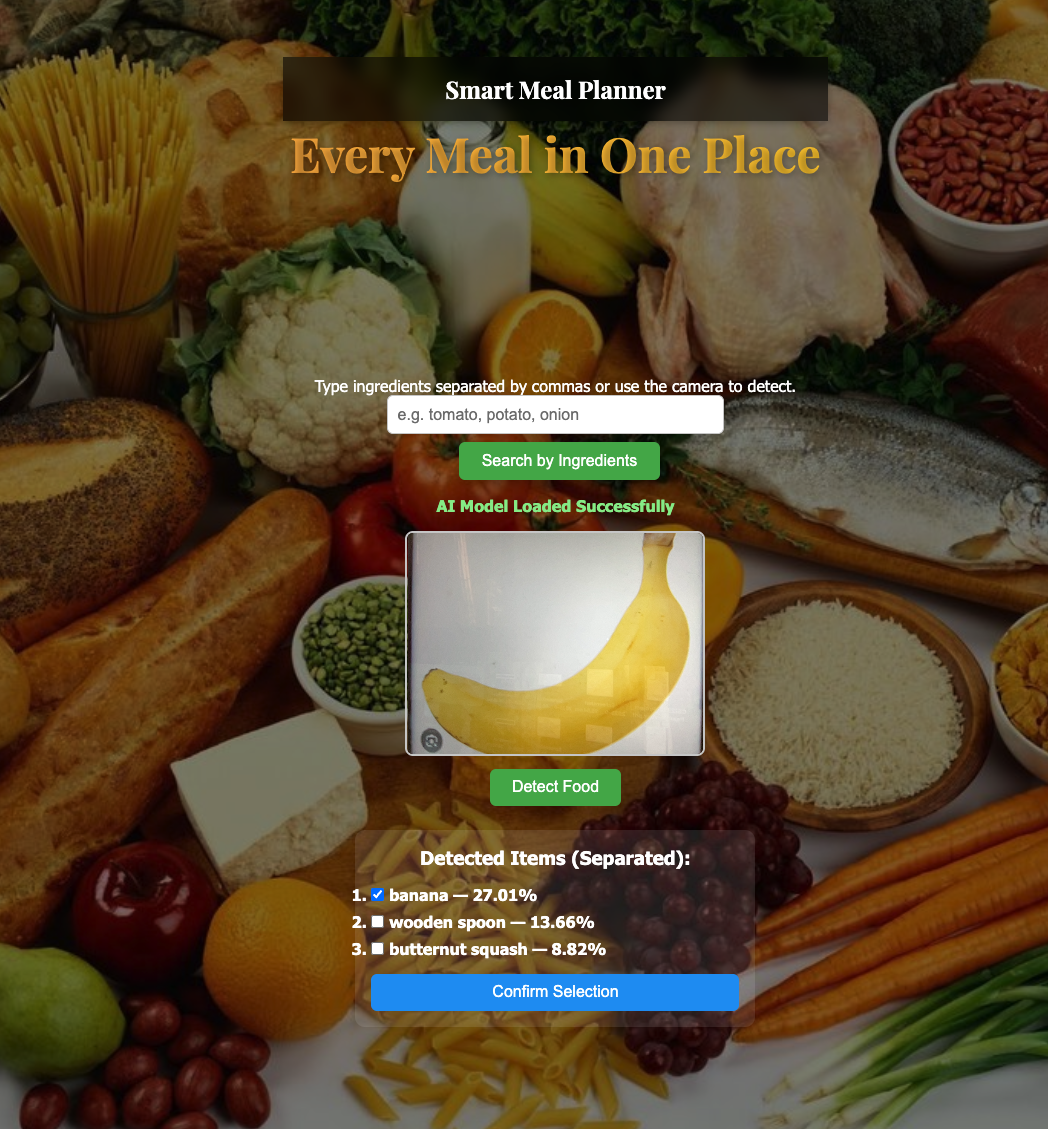 Smart Meal Planner
Every Meal in One Place
Type ingredients separated by commas or use the camera to detect.
e.g. tomato, potato, onion
Search by Ingredients
AI Model Loaded Successfully
Detect Food
Detected Items (Separated):
1. banana — 27.01%
2. wooden spoon — 13.66%
3. butternut squash — 8.82%
Confirm Selection